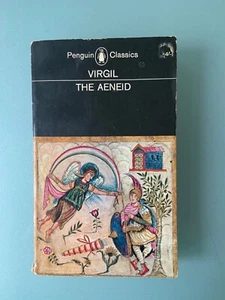 Penguin Classics
VIRGIL
THE AENEID